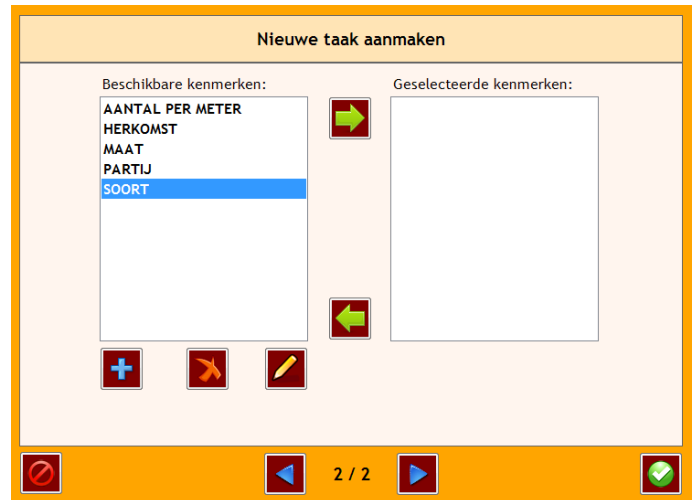 Nieuwe taak aanmaken
Beschikbare kenmerken:
Geselecteerde kenmerken:
AANTAL PER METER
HERKOMST
MAAT
PARTIJ
SOORT
2 / 2